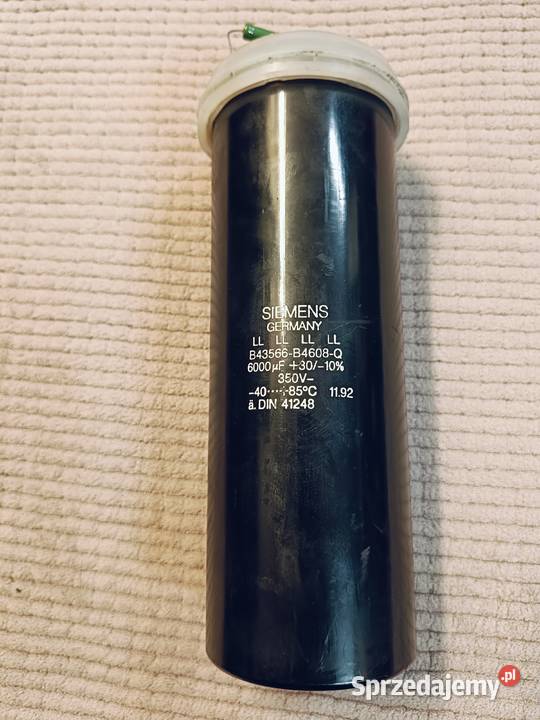 SIEMENS
GERMANY
LL LL LL LL
B43566-B4608-Q
6000µF +30/-10%
350V-
-40····+85°C 11.92
ä. DIN 41248
Sprzedajemy.pl